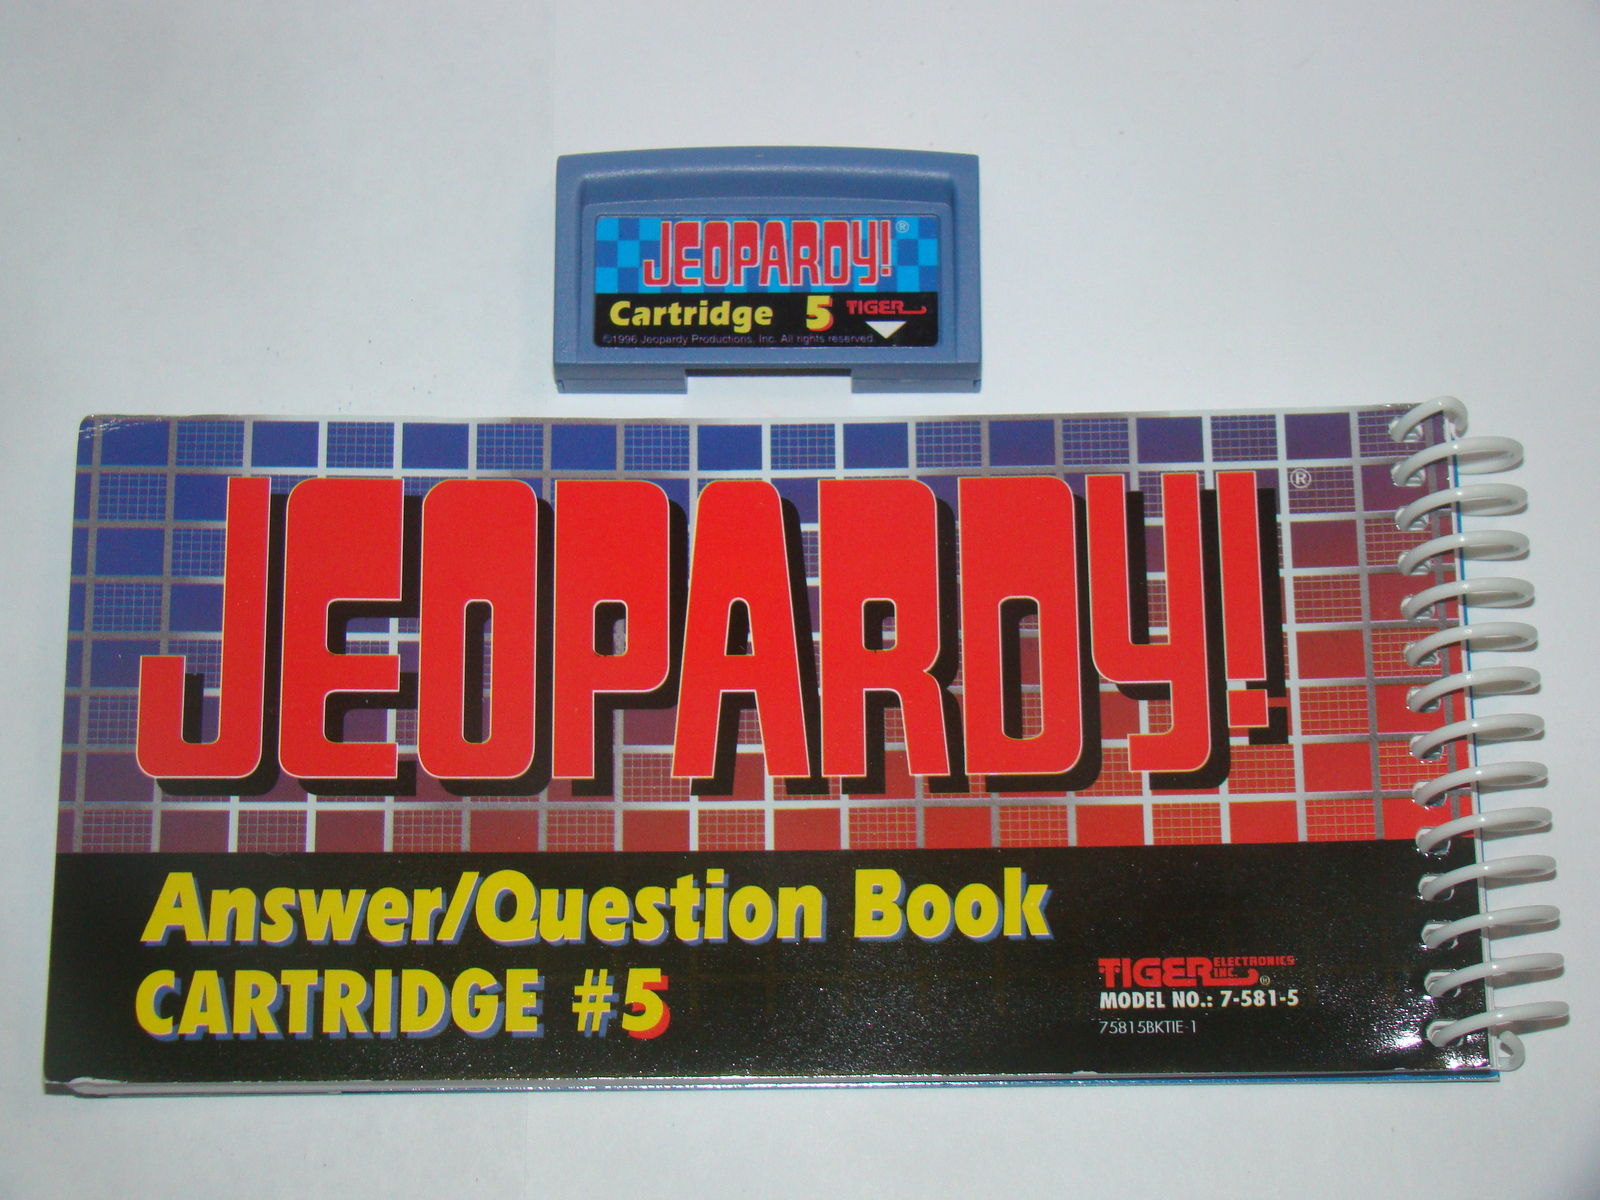 JEOPARDY!®
Cartridge 5 TIGER
©1996 Jeopardy Productions, Inc. All rights reserved.
JEOPARDY!®
Answer/Question Book
CARTRIDGE #5
TIGER ELECTRONICS INC.®
MODEL NO.: 7-581-5
75815BKTIE-1